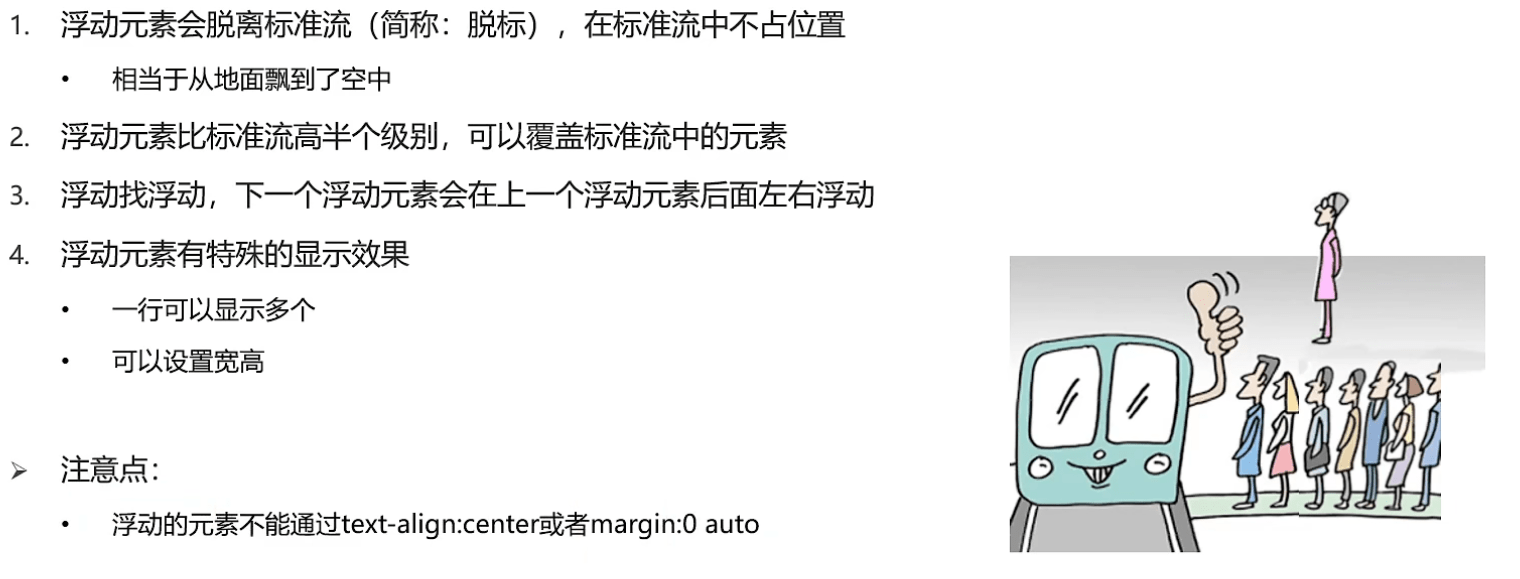 1. 浮动元素会脱离标准流（简称：脱标），在标准流中不占位置
• 相当于从地面飘到了空中
2. 浮动元素比标准流高半个级别，可以覆盖标准流中的元素
3. 浮动找浮动，下一个浮动元素会在上一个浮动元素后面左右浮动
4. 浮动元素有特殊的显示效果
• 一行可以显示多个
• 可以设置宽高
➢ 注意点：
• 浮动的元素不能通过text-align:center或者margin:0 auto